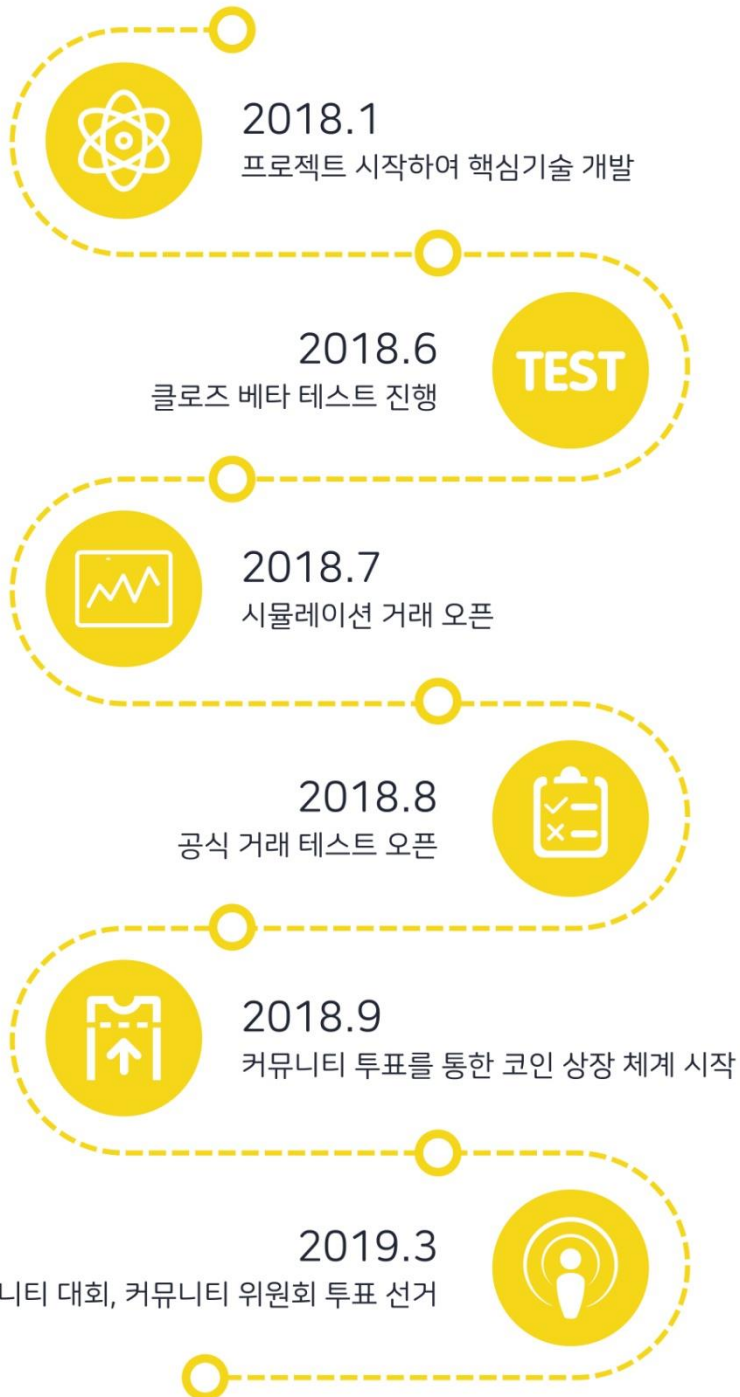 2018.1
프로젝트 시작하여 핵심기술 개발
2018.6
클로즈 베타 테스트 진행
TEST
2018.7
시뮬레이션 거래 오픈
2018.8
공식 거래 테스트 오픈
2018.9
커뮤니티 투표를 통한 코인 상장 체계 시작
2019.3
대회, 커뮤니티 위원회 투표 선거